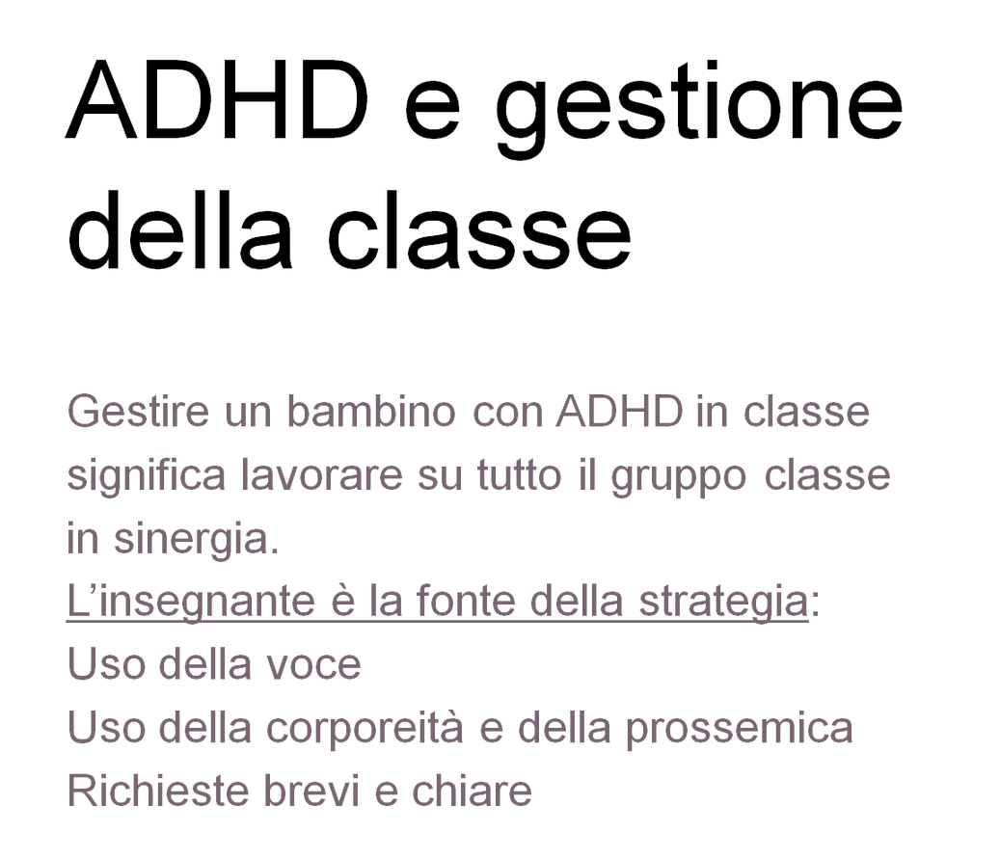 ADHD e gestione
della classe
Gestire un bambino con ADHD in classe
significa lavorare su tutto il gruppo classe
in sinergia.
L’insegnante è la fonte della strategia:
Uso della voce
Uso della corporeità e della prossemica
Richieste brevi e chiare